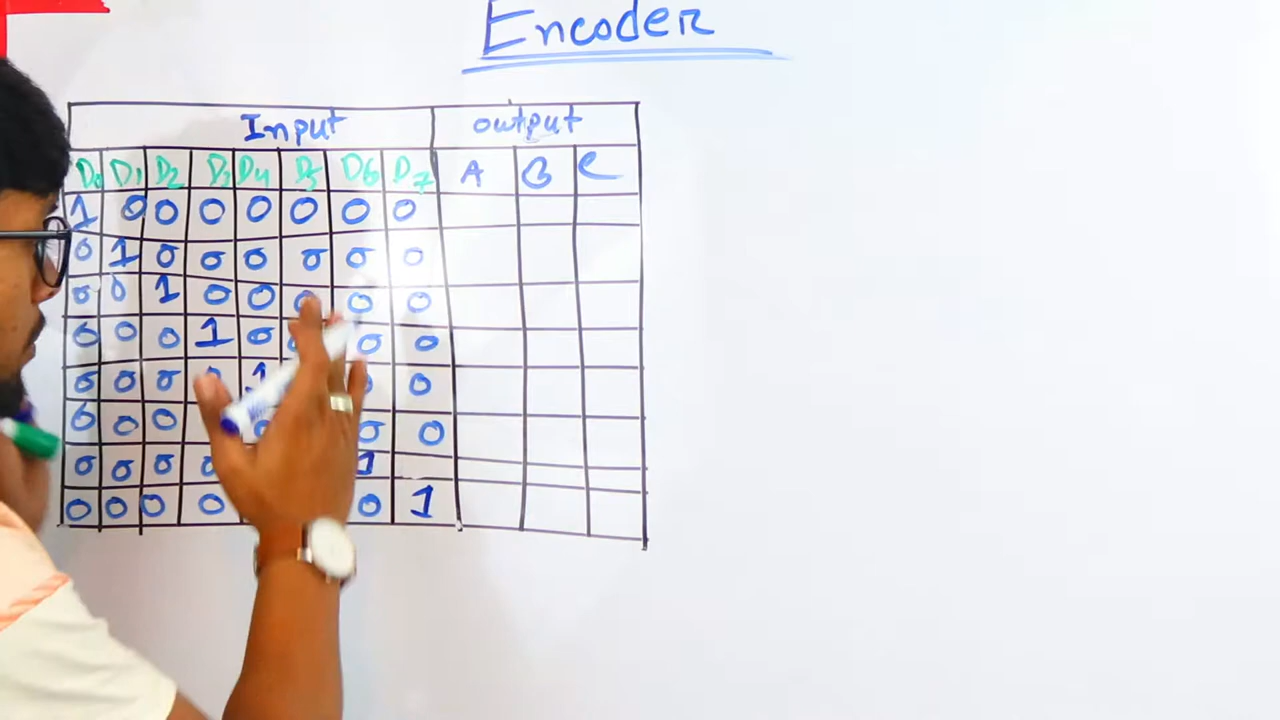 Encoder
Input output
D0 D1 D2 D3 D4 D5 D6 D7 A B C
1 0 0 0 0 0 0 0
0 1 0 0 0 0 0 0
0 0 1 0 0 0 0 0
0 0 0 1 0 0 0
0 0 0 1 0
0 0 0 0 0
0 0 0 0 1
0 0 0 0 0 1